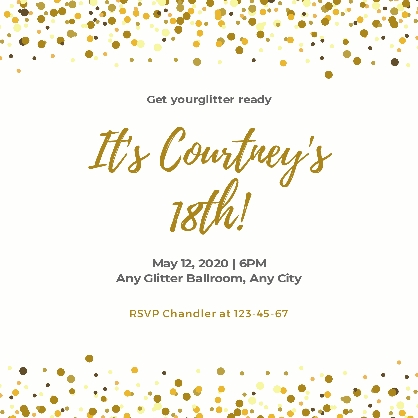 Get yourglitter ready
It's Courtney's
18th!
May 12, 2020 | 6PM
Any Glitter Ballroom, Any City
RSVP Chandler at 123-45-67